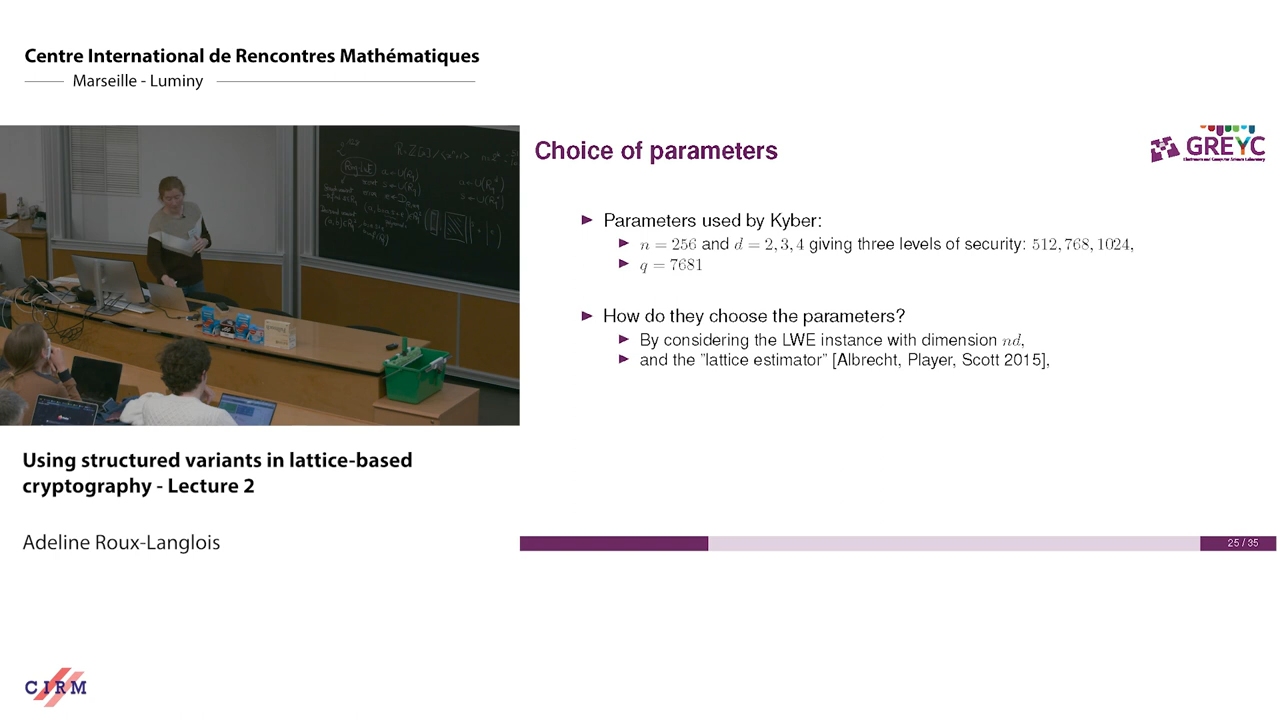 Centre International de Rencontres Mathématiques
Marseille - Luminy
Choice of parameters
GREYC
▶ Parameters used by Kyber:
▶ n = 256 and d = 2, 3, 4 giving three levels of security: 512, 768, 1024,
▶ q = 7681
▶ How do they choose the parameters?
▶ By considering the LWE instance with dimension nd,
▶ and the "lattice estimator" [Albrecht, Player, Scott 2015],
Using structured variants in lattice-based
cryptography - Lecture 2
Adeline Roux-Langlois
25 / 35
CIRM